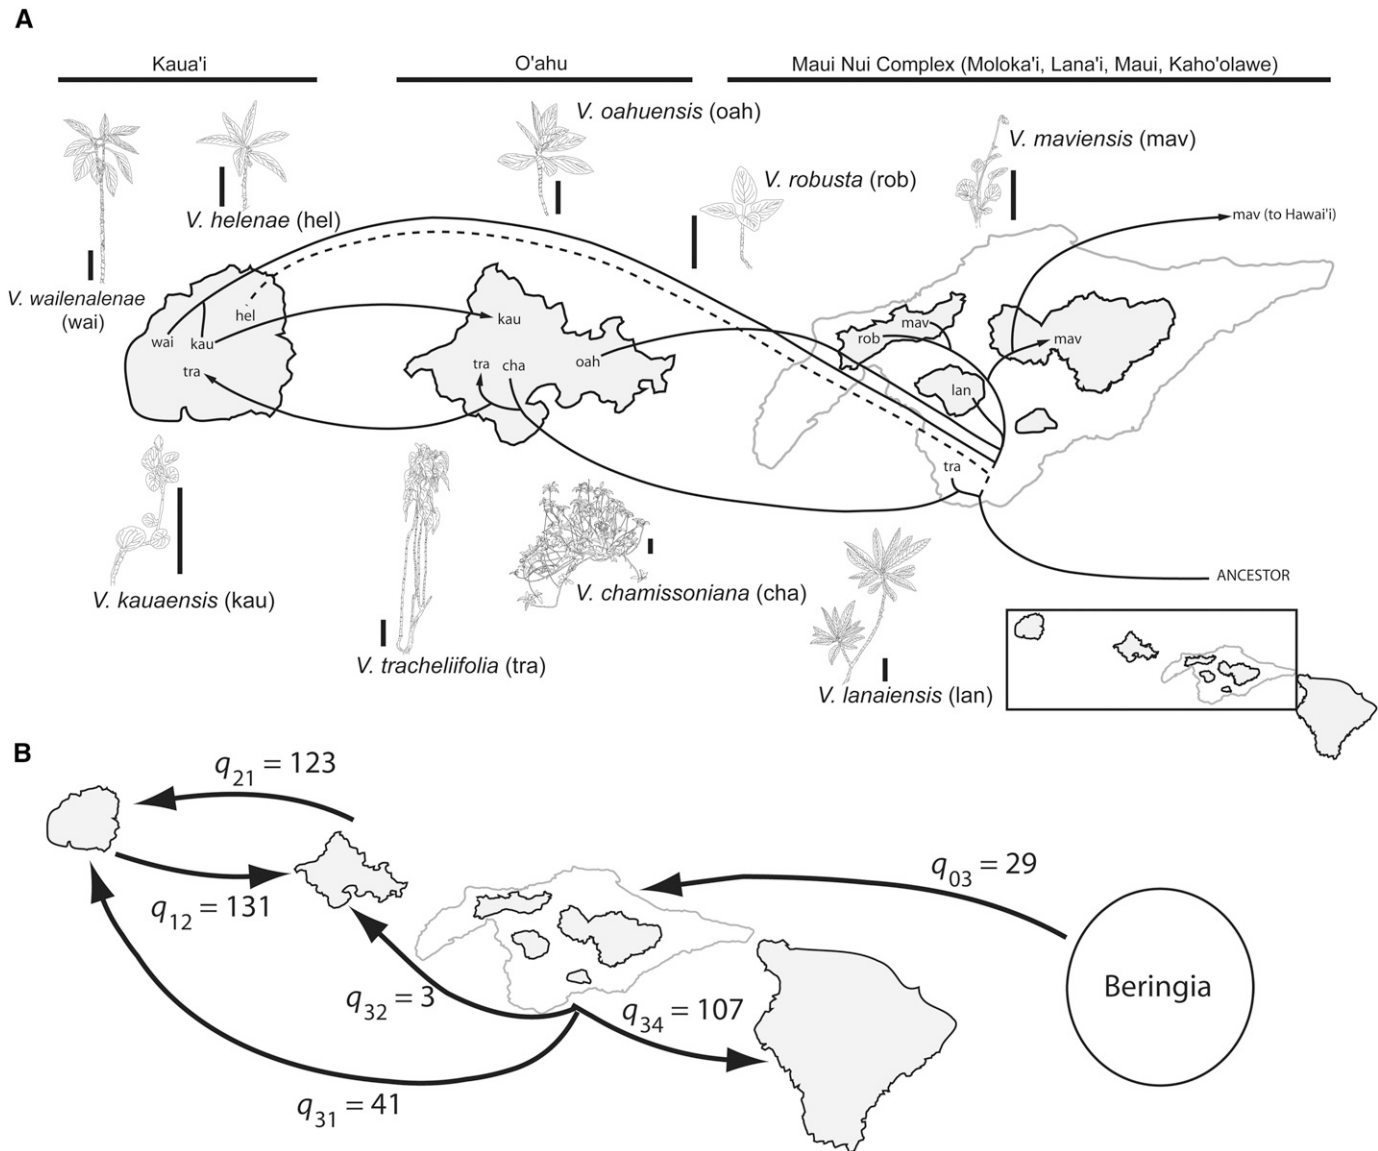 A
Kaua'i
O'ahu
Maui Nui Complex (Moloka'i, Lana'i, Maui, Kaho'olawe)
V. oahuensis (oah)
V. maviensis (mav)
V. robusta (rob)
V. helenae (hel)
mav (to Hawai'i)
V. wailenalenae
(wai)
hel
kau
mav
wai
kau
rob
mav
tra
tra
cha
oah
lan
tra
ANCESTOR
V. kauaensis (kau)
V. chamissoniana (cha)
V. tracheliifolia (tra)
V. lanaiensis (lan)
B
q21 = 123
q03 = 29
q12 = 131
Beringia
q32 = 3
q34 = 107
q31 = 41